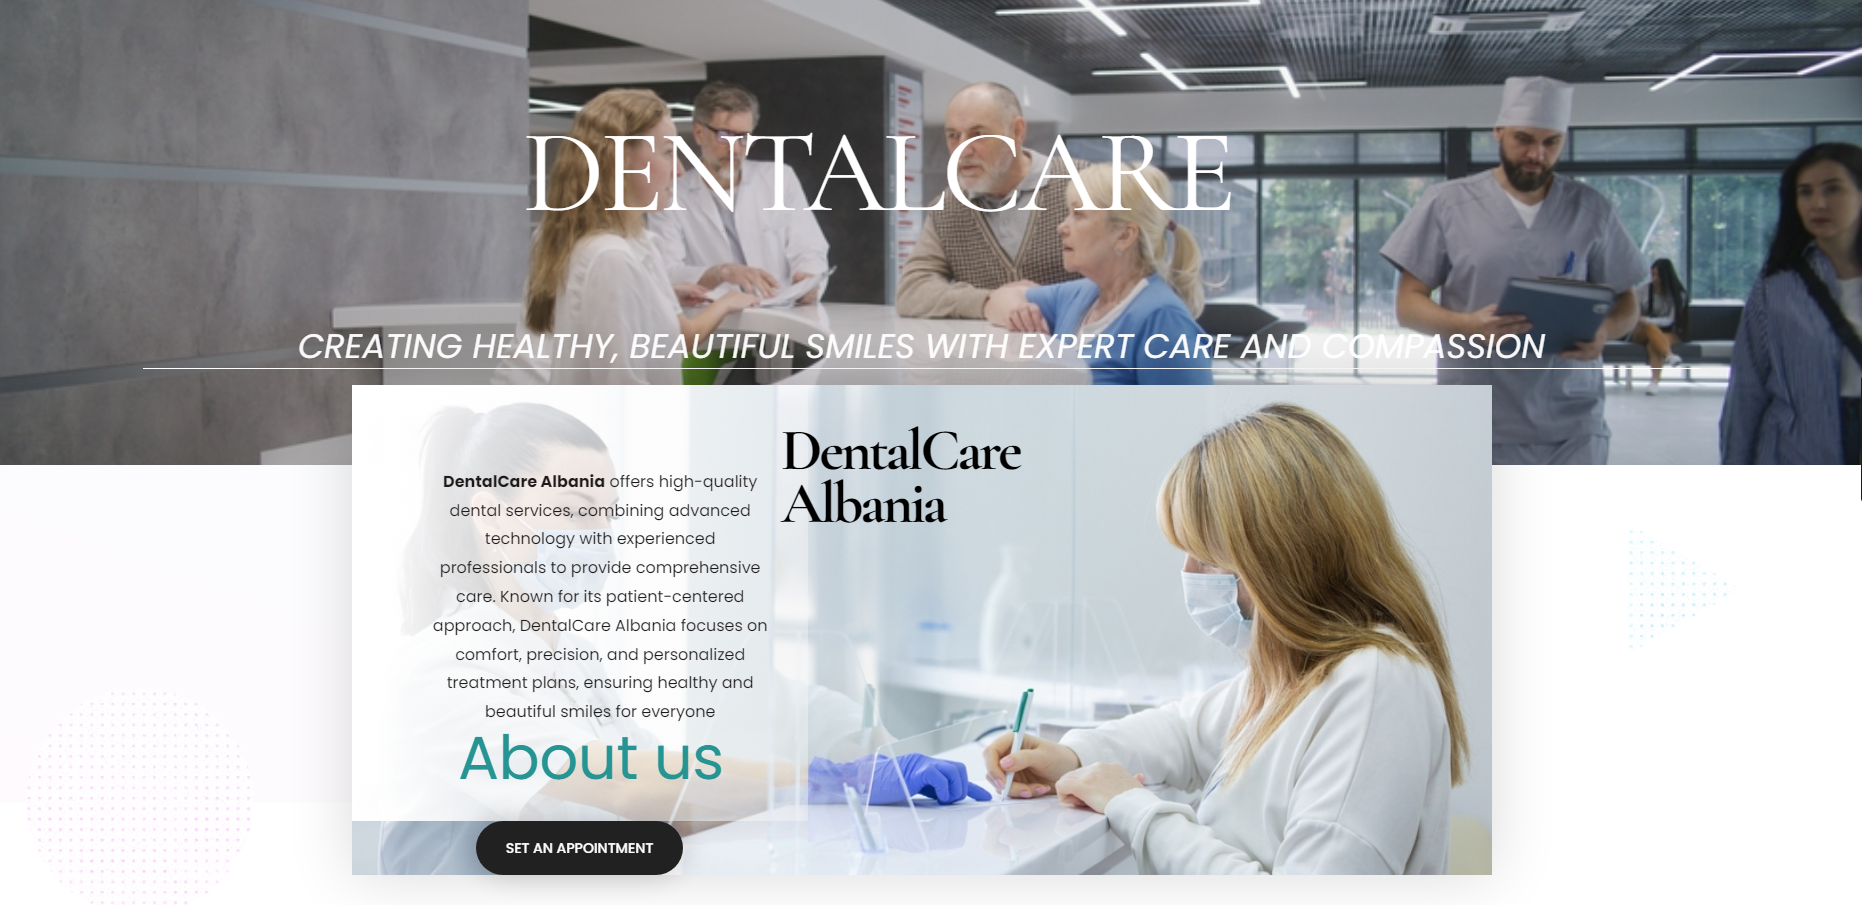 DENTALCARE
CREATING HEALTHY, BEAUTIFUL SMILES WITH EXPERT CARE AND COMPASSION
DentalCare
Albania
DentalCare Albania offers high-quality
dental services, combining advanced
technology with experienced
professionals to provide comprehensive
care. Known for its patient-centered
approach, DentalCare Albania focuses on
comfort, precision, and personalized
treatment plans, ensuring healthy and
beautiful smiles for everyone
About us
SET AN APPOINTMENT